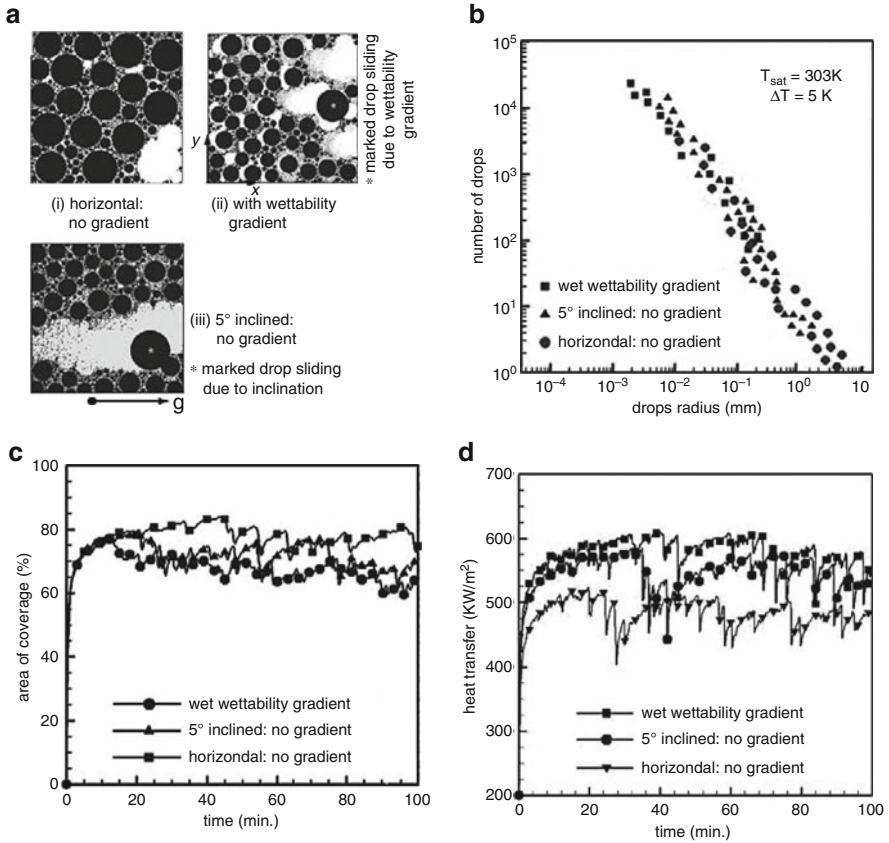 a
* marked drop sliding
due to wettability
gradient
y
x
(i) horizontal:
no gradient
(ii) with wettability
gradient
*
(iii) 5° inclined:
no gradient
* marked drop sliding
due to inclination
*
g
b
number of drops
10^5
10^4
10^3
10^2
10^1
10^0
T_sat = 303K
ΔT = 5 K
wet wettability gradient
5° inclined: no gradient
horizondal: no gradient
10^−4
10^−3
10^−2
10^−1
10^0
10^1
drops radius (mm)
c
area of coverage (%)
100
80
60
40
20
0
wet wettability gradient
5° inclined: no gradient
horizondal: no gradient
0
20
40
60
80
100
time (min.)
d
heat transfer (KW/m²)
700
600
500
400
300
200
wet wettability gradient
5° inclined: no gradient
horizondal: no gradient
0
20
40
60
80
100
time (min.)